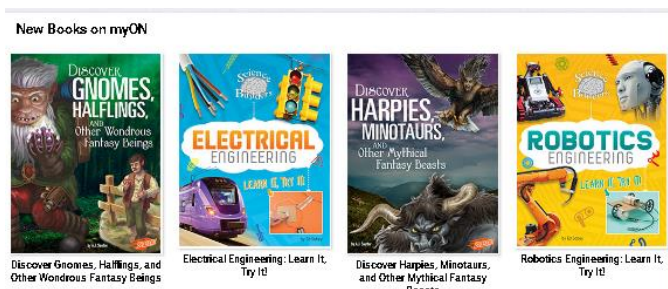 New Books on myON
DISCOVER
GNOMES,
HALFLINGS,
AND
Other Wondrous
Fantasy Beings
Science
Builders
ELECTRICAL
ENGINEERING
LEARN IT, TRY IT!
DISCOVER
HARPIES,
MINOTAURS,
AND
Other Mythical
Fantasy Beasts
Science
Builders
ROBOTICS
ENGINEERING
LEARN IT, TRY IT!
Discover Gnomes, Halflings, and
Other Wondrous Fantasy Beings
Electrical Engineering: Learn It,
Try It!
Discover Harpies, Minotaurs,
and Other Mythical Fantasy
Robotics Engineering: Learn It,
Try It!